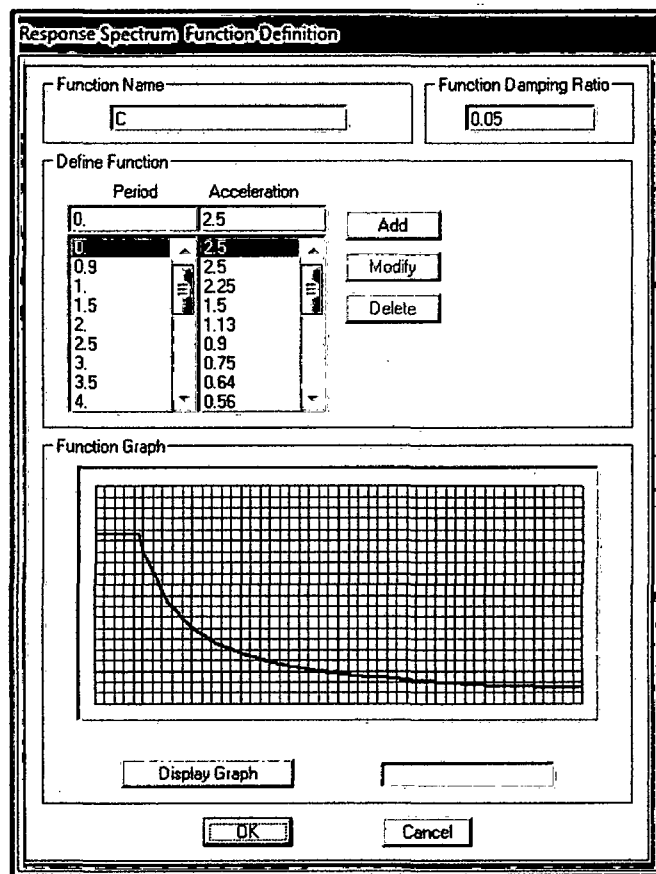 Response Spectrum Function Definition
Function Name
Function Damping Ratio
C
0.05
Define Function
Period Acceleration
0. 2.5
Add
0. 2.5
0.9 2.5
Modify
1. 2.25
1.5 1.5
Delete
2. 1.13
2.5 0.9
3. 0.75
3.5 0.64
4. 0.56
Function Graph
Display Graph
OK
Cancel